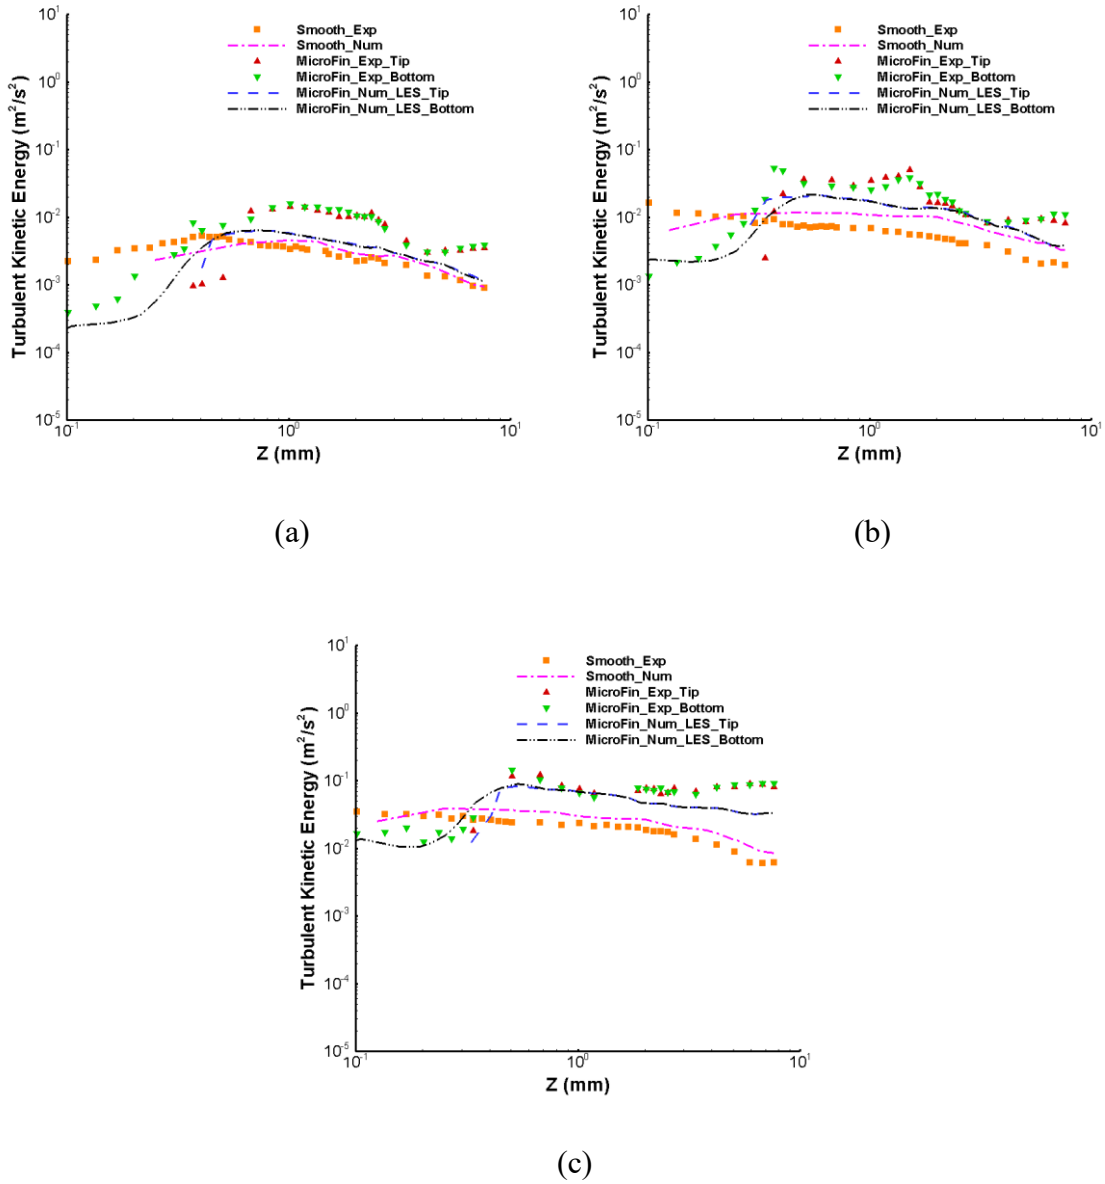 10¹
10⁰
10⁻¹
10⁻²
10⁻³
10⁻⁴
10⁻⁵
Turbulent Kinetic Energy (m²/s²)
Smooth_Exp
Smooth_Num
MicroFin_Exp_Tip
MicroFin_Exp_Bottom
MicroFin_Num_LES_Tip
MicroFin_Num_LES_Bottom
10⁻¹ 10⁰ 10¹
Z (mm)
(a)
10¹
10⁰
10⁻¹
10⁻²
10⁻³
10⁻⁴
10⁻⁵
Turbulent Kinetic Energy (m²/s²)
Smooth_Exp
Smooth_Num
MicroFin_Exp_Tip
MicroFin_Exp_Bottom
MicroFin_Num_LES_Tip
MicroFin_Num_LES_Bottom
10⁻¹ 10⁰ 10¹
Z (mm)
(b)
10¹
10⁰
10⁻¹
10⁻²
10⁻³
10⁻⁴
10⁻⁵
Turbulent Kinetic Energy (m²/s²)
Smooth_Exp
Smooth_Num
MicroFin_Exp_Tip
MicroFin_Exp_Bottom
MicroFin_Num_LES_Tip
MicroFin_Num_LES_Bottom
10⁻¹ 10⁰ 10¹
Z (mm)
(c)